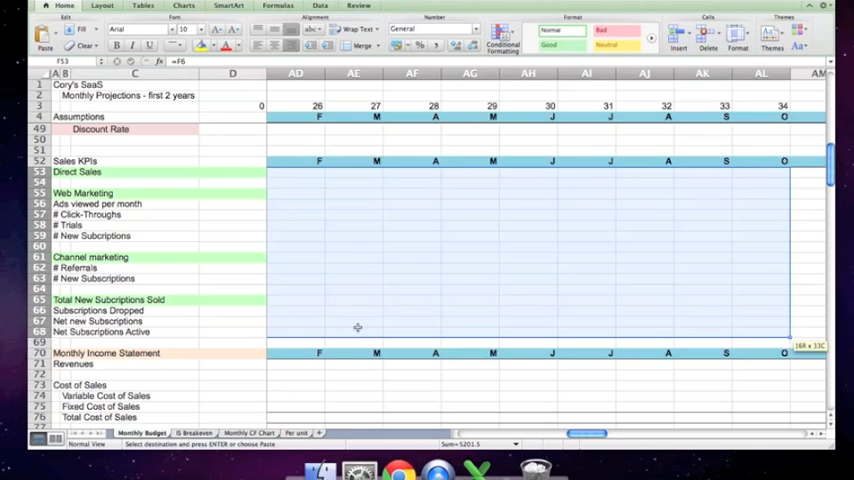 Home Layout Tables Charts SmartArt Formulas Data Review
Edit Font Alignment Number Format Cells Themes
Fill Arial 10 abc Wrap Text General Normal Bad
Paste Clear B I U A Merge % Conditional Formatting Good Neutral Insert Delete Format Themes Aa
F53 fx =F6
A B C D AD AE AF AG AH AI AJ AK AL AM
1 Cory's SaaS
2 Monthly Projections - first 2 years
3 0 26 27 28 29 30 31 32 33 34
4 Assumptions F M A M J J A S O
49 Discount Rate
50
51
52 Sales KPIs F M A M J J A S O
53 Direct Sales
54
55 Web Marketing
56 Ads viewed per month
57 # Click-Throughs
58 # Trials
59 # New Subcriptions
60
61 Channel marketing
62 # Referrals
63 # New Subscriptions
64
65 Total New Subcriptions Sold
66 Subscriptions Dropped
67 Net new Subscriptions
68 Net Subscriptions Active
16R x 33C
69
70 Monthly Income Statement F M A M J J A S O
71 Revenues
72
73 Cost of Sales
74 Variable Cost of Sales
75 Fixed Cost of Sales
76 Total Cost of Sales
77
Monthly Budget IS Breakeven Monthly CF Chart Per unit +
Normal View Select destination and press ENTER or choose Paste Sum=5201.5